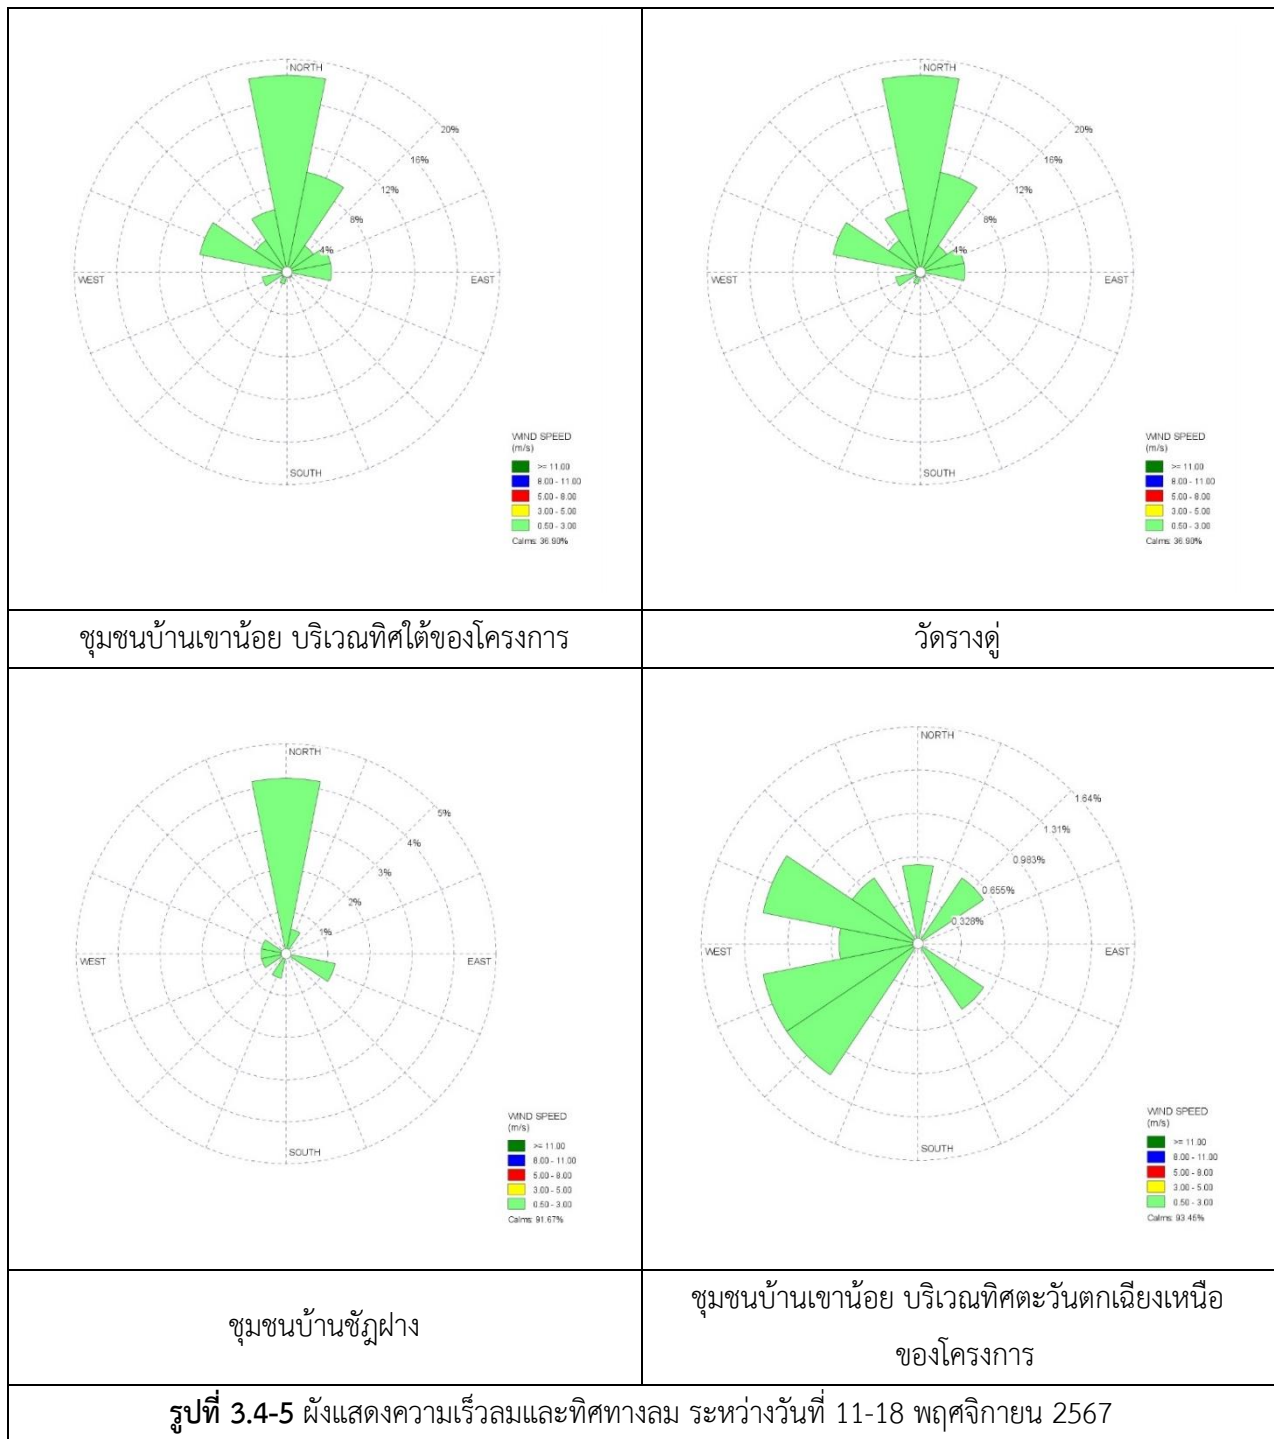 NORTH
20%
16%
12%
8%
4%
WEST
EAST
SOUTH
WIND SPEED
(m/s)
>= 11.00
8.00 - 11.00
5.00 - 8.00
3.00 - 5.00
0.50 - 3.00
Calms: 36.90%
NORTH
20%
16%
12%
8%
4%
WEST
EAST
SOUTH
WIND SPEED
(m/s)
>= 11.00
8.00 - 11.00
5.00 - 8.00
3.00 - 5.00
0.50 - 3.00
Calms: 36.90%
ชุมชนบ้านเขาน้อย บริเวณทิศใต้ของโครงการ
วัดรางดู่
NORTH
5%
4%
3%
2%
1%
WEST
EAST
SOUTH
WIND SPEED
(m/s)
>= 11.00
8.00 - 11.00
5.00 - 8.00
3.00 - 5.00
0.50 - 3.00
Calms: 91.67%
NORTH
1.64%
1.31%
0.983%
0.655%
0.328%
WEST
EAST
SOUTH
WIND SPEED
(m/s)
>= 11.00
8.00 - 11.00
5.00 - 8.00
3.00 - 5.00
0.50 - 3.00
Calms: 93.45%
ชุมชนบ้านชัฎฝาง
ชุมชนบ้านเขาน้อย บริเวณทิศตะวันตกเฉียงเหนือ
ของโครงการ
รูปที่ 3.4-5 ผังแสดงความเร็วลมและทิศทางลม ระหว่างวันที่ 11-18 พฤศจิกายน 2567